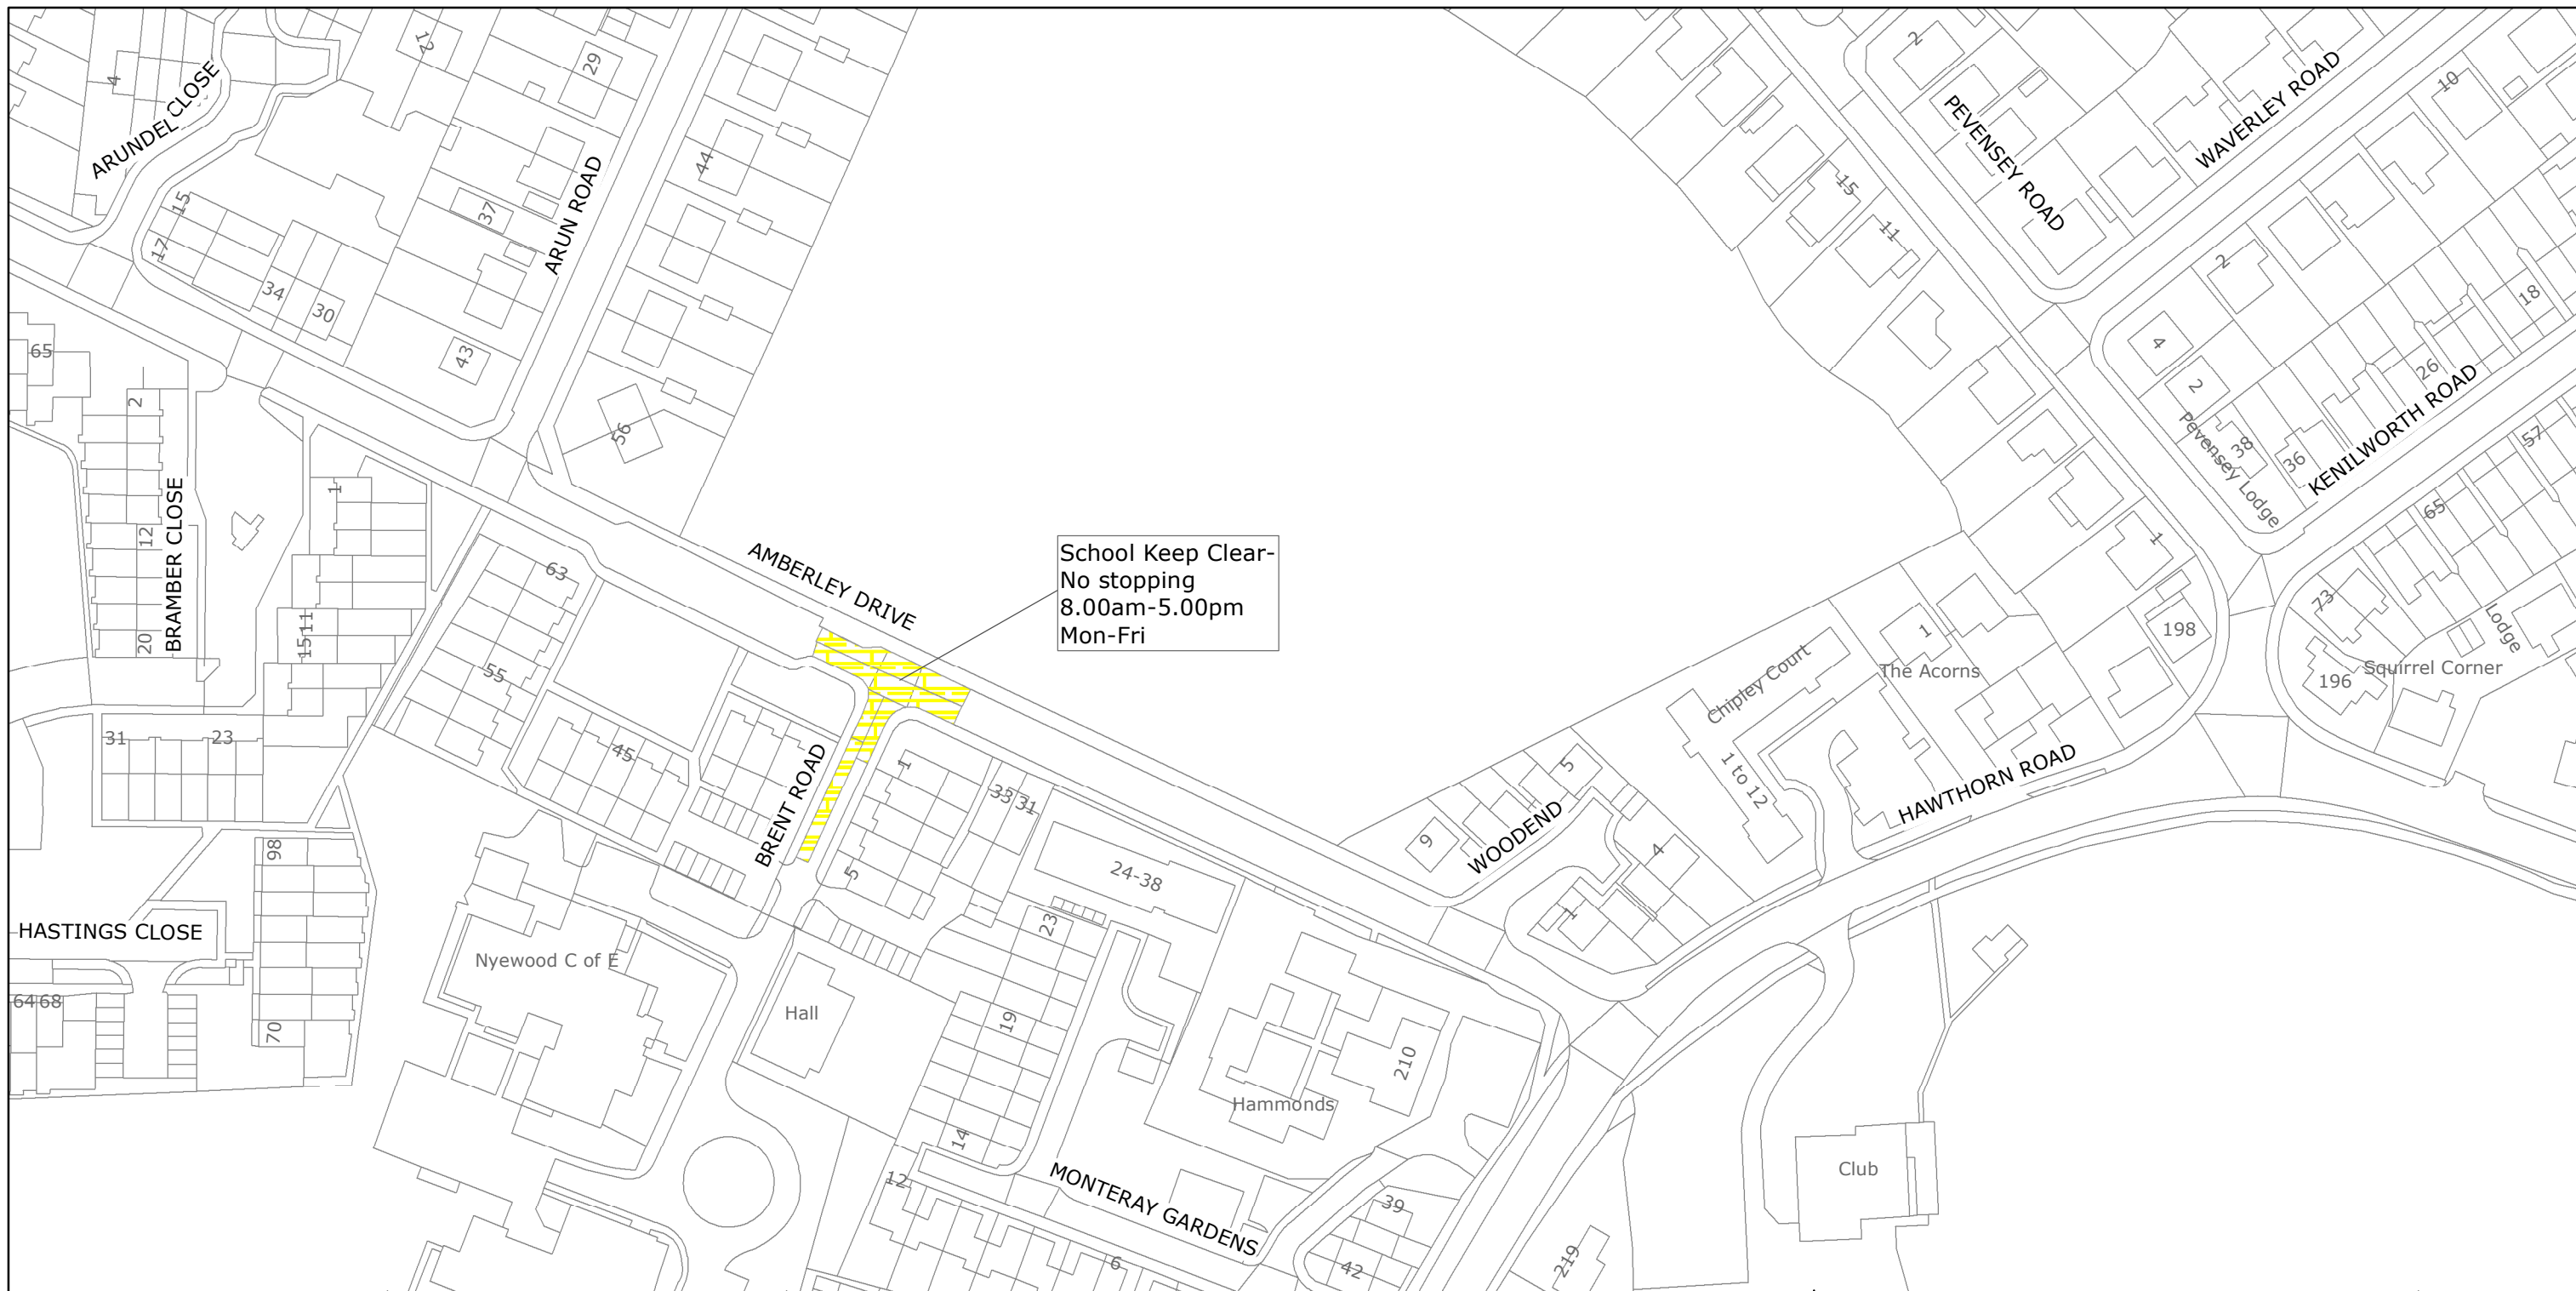 ARUNDEL CLOSE
4
12
29
44
ARUN ROAD
37
15
17
34
30
43
56
65
2
12
20
BRAMBER CLOSE
1
11
15
31
23
63
55
45
AMBERLEY DRIVE
School Keep Clear-
No stopping
8.00am-5.00pm
Mon-Fri
BRENT ROAD
1
5
33
31
24-38
23
19
14
12
6
HASTINGS CLOSE
98
70
64
68
Nyewood C of E
Hall
MONTERAY GARDENS
Hammonds
210
39
42
219
Club
WOODEND
9
5
4
1
Chipley Court
1 to 12
The Acorns
1
HAWTHORN ROAD
198
196
Squirrel Corner
Lodge
73
65
57
1
11
15
2
PEVENSEY ROAD
WAVERLEY ROAD
10
2
4
2
Pevensey Lodge
38
36
26
18
KENILWORTH ROAD